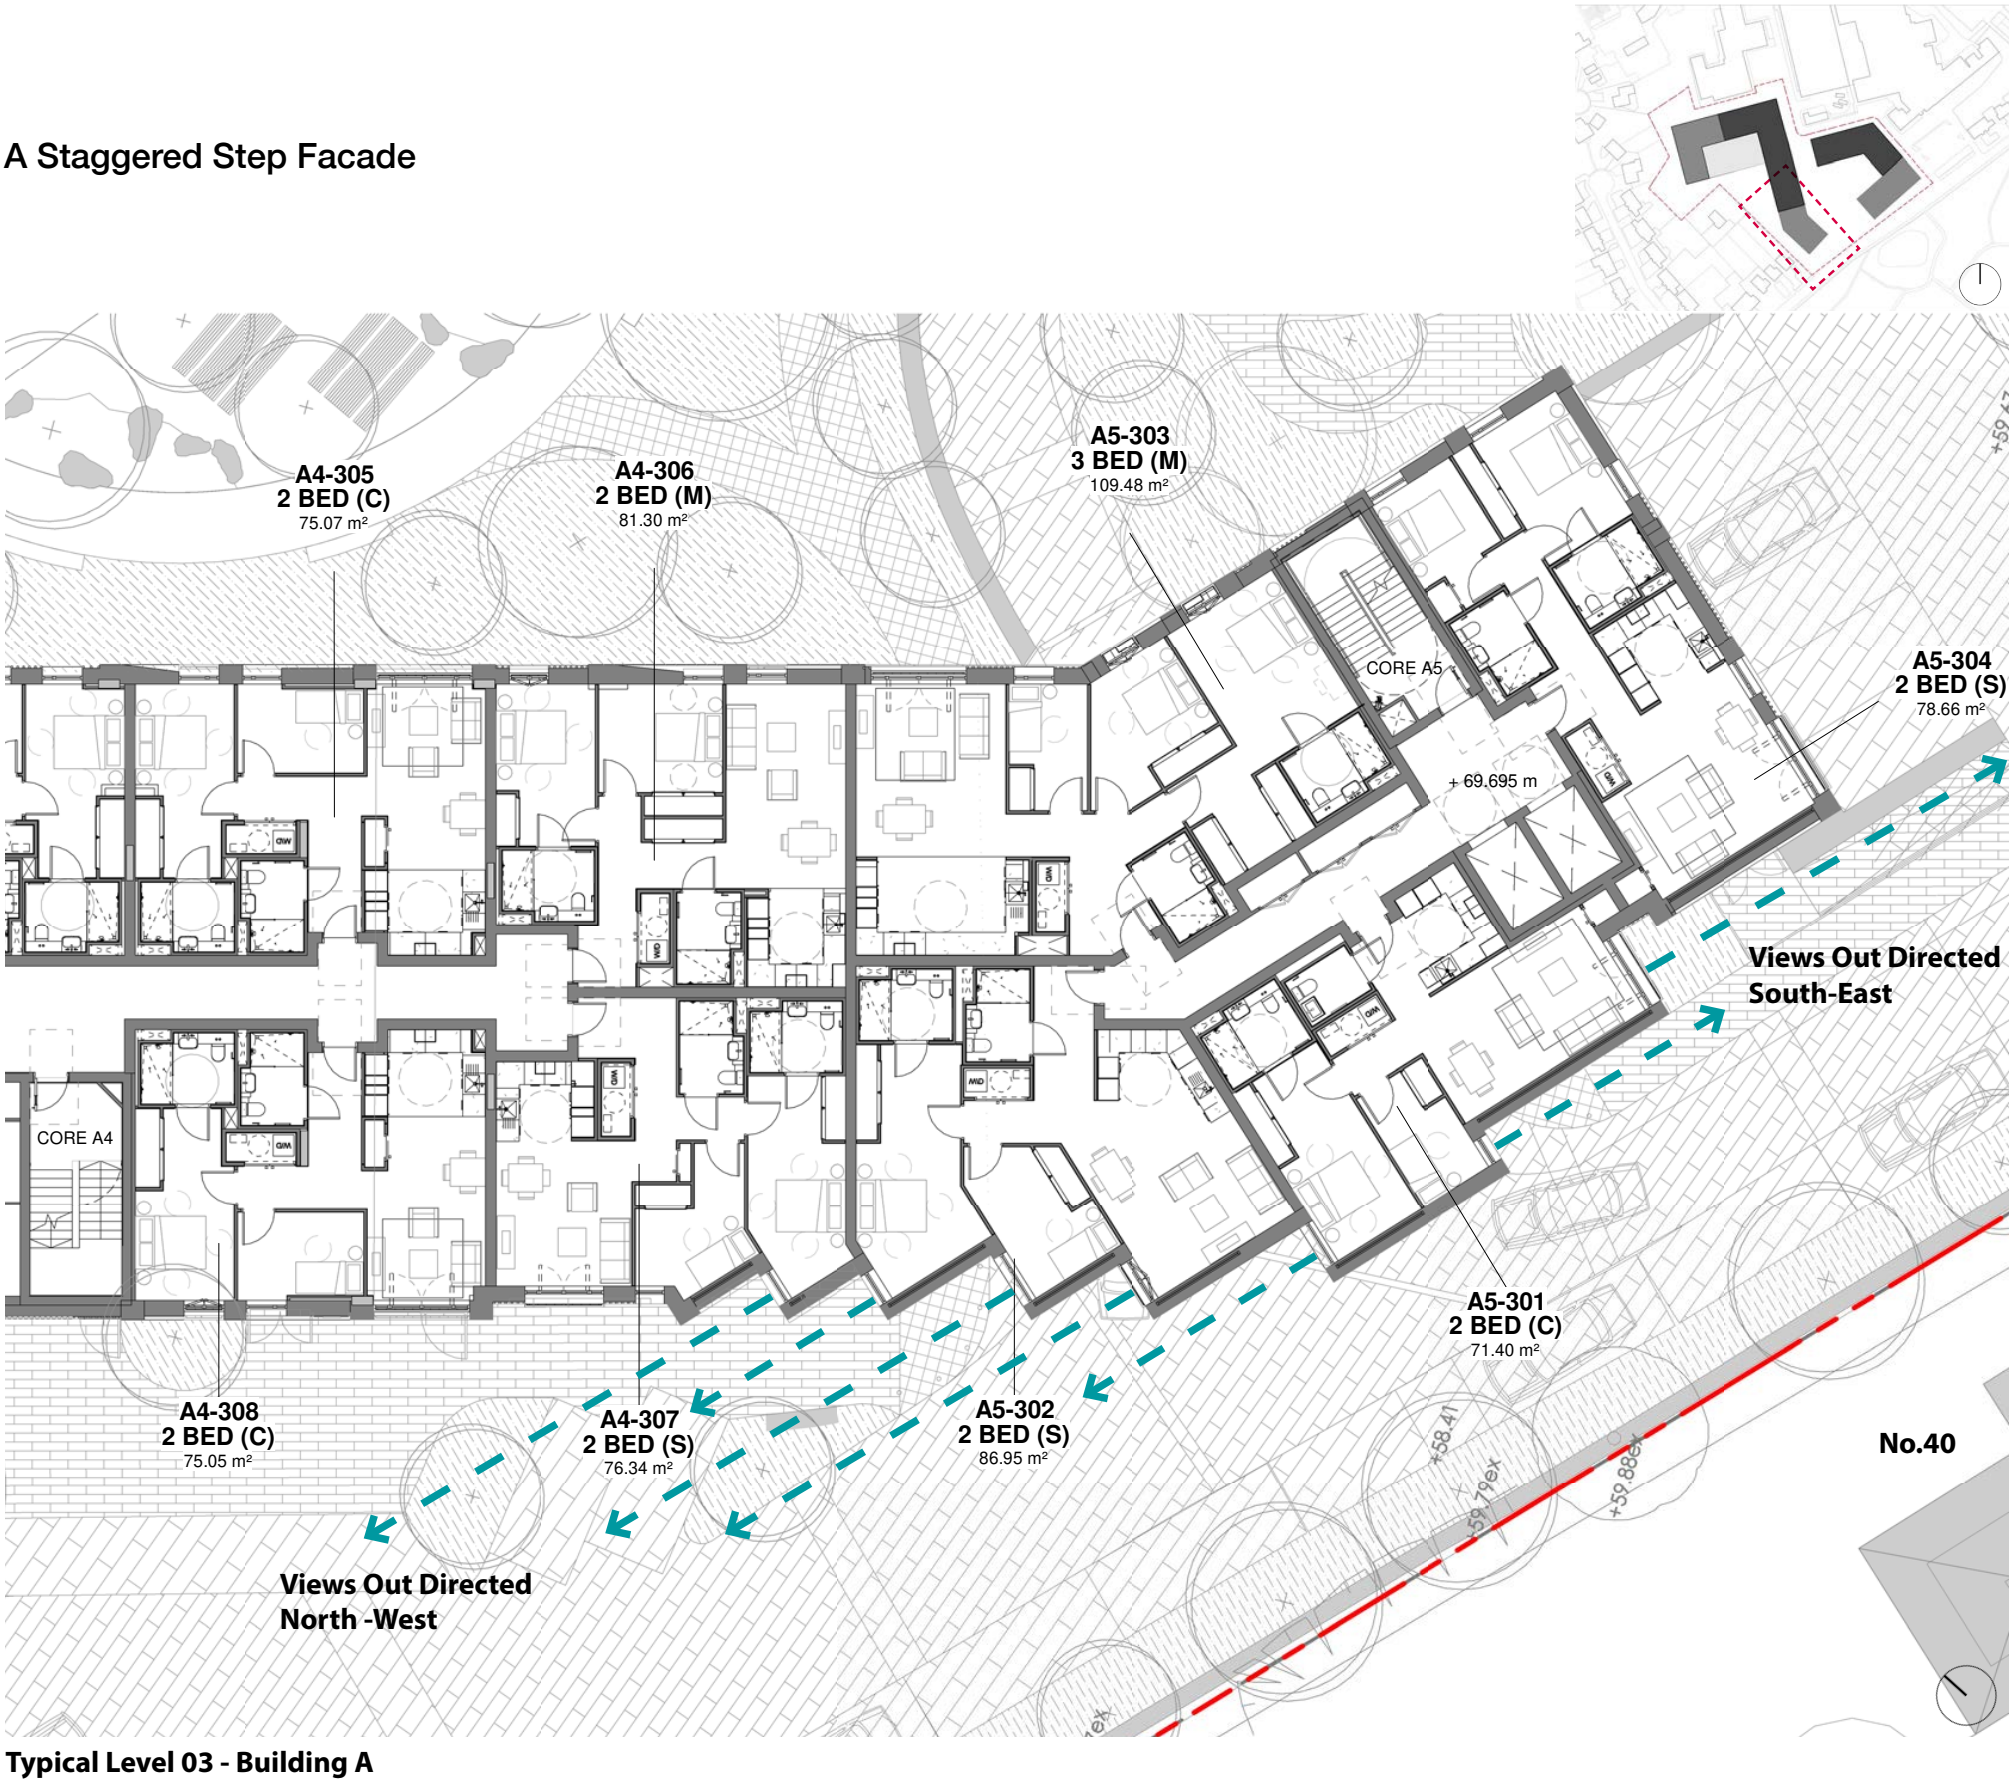 A Staggered Step Facade
A5-303
3 BED (M)
109.48 m²
A4-305
2 BED (C)
75.07 m²
A4-306
2 BED (M)
81.30 m²
CORE A5
A5-304
2 BED (S)
78.66 m²
+ 69.695 m
W/D
W/D
W/D
W/D
Views Out Directed
South-East
W/D
W/D
W/D
W/D
CORE A4
W/D
A5-301
2 BED (C)
71.40 m²
A4-308
2 BED (C)
75.05 m²
A4-307
2 BED (S)
76.34 m²
A5-302
2 BED (S)
86.95 m²
+58.41
+59.79ex
+59.88ex
No.40
Views Out Directed
North -West
Typical Level 03 - Building A